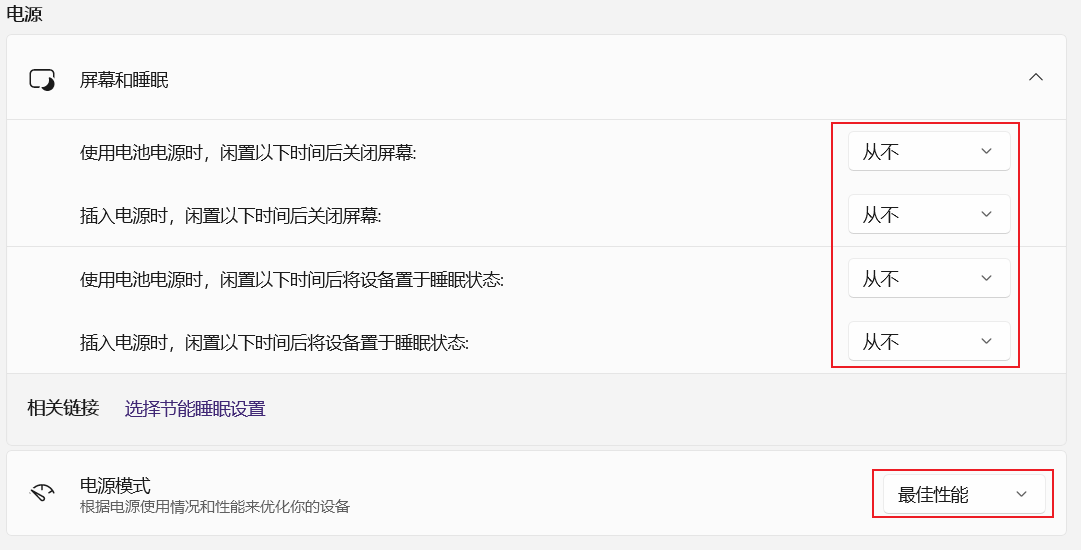 电源
屏幕和睡眠
使用电池电源时，闲置以下时间后关闭屏幕: 从不
插入电源时，闲置以下时间后关闭屏幕: 从不
使用电池电源时，闲置以下时间后将设备置于睡眠状态: 从不
插入电源时，闲置以下时间后将设备置于睡眠状态: 从不
相关链接 选择节能睡眠设置
电源模式
最佳性能
根据电源使用情况和性能来优化你的设备